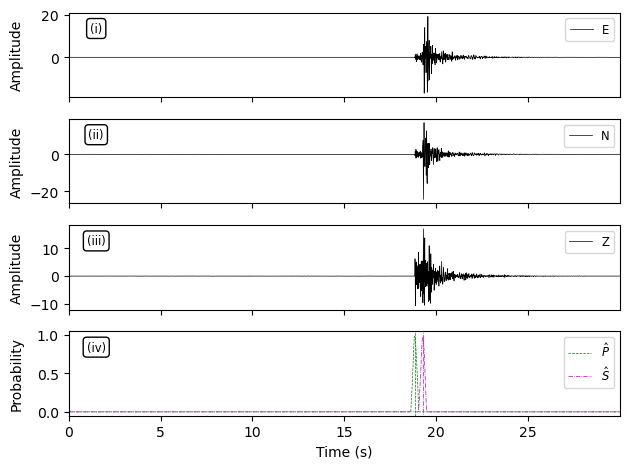 20
0
Amplitude
(i)
E
0
−20
Amplitude
(ii)
N
10
0
−10
Amplitude
(iii)
Z
1.0
0.5
0.0
Probability
(iv)
P̂
Ŝ
0 5 10 15 20 25
Time (s)